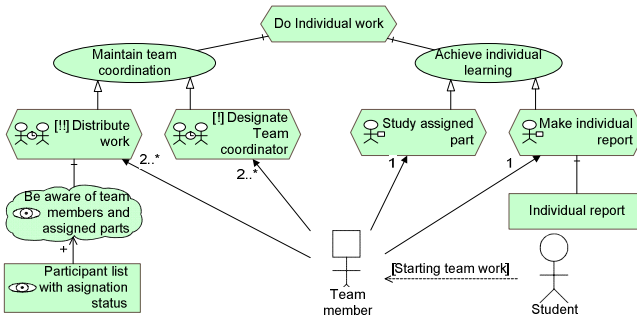 Do Individual work
Maintain team
coordination
Achieve individual
learning
[!!] Distribute
work
[!] Designate
Team
coordinator
Study assigned
part
Make individual
report
2..*
2..*
1
1
Be aware of team
members and
assigned parts
Individual report
+
Participant list
with asignation
status
[Starting team work]
Team
member
Student